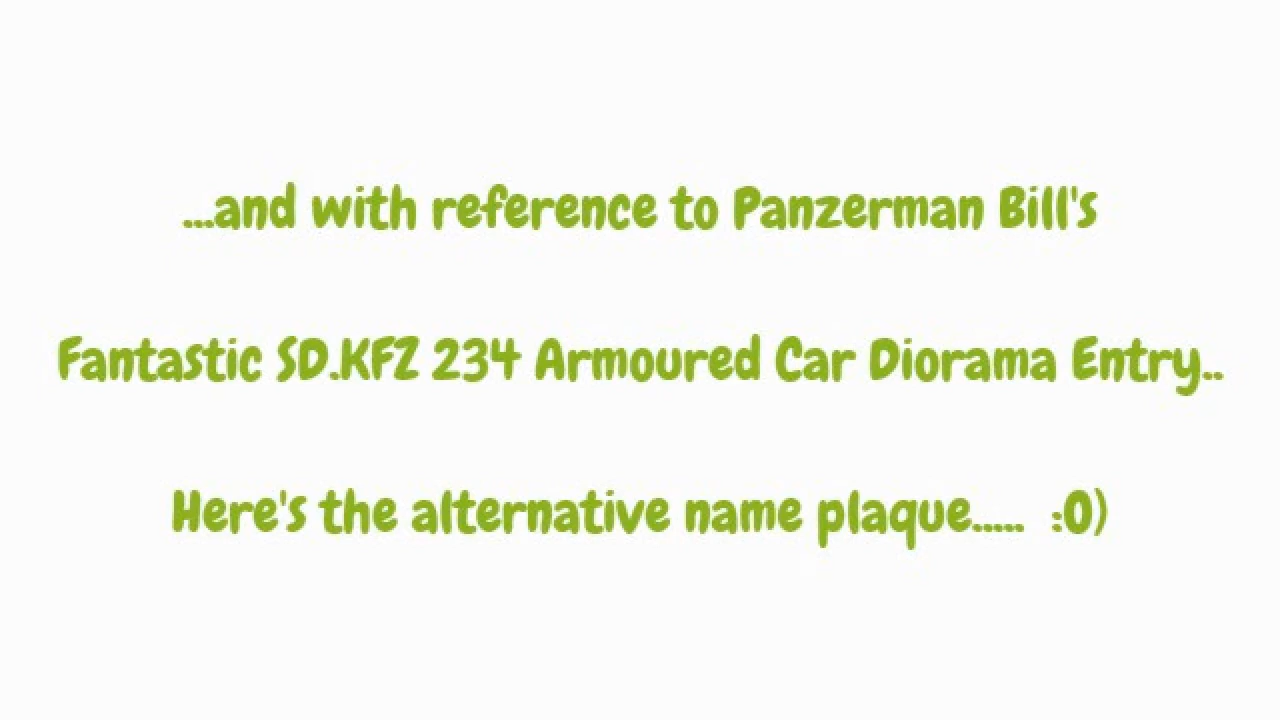 ...and with reference to Panzerman Bill's
Fantastic SD.KFZ 234 Armoured Car Diorama Entry..
Here's the alternative name plaque..... :0)